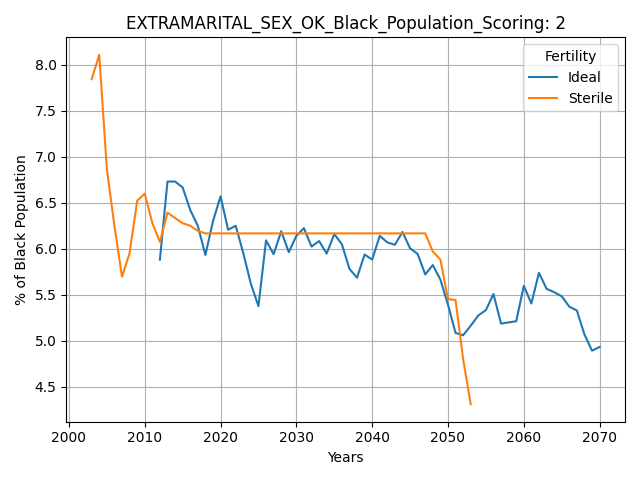 EXTRAMARITAL_SEX_OK_Black_Population_Scoring: 2
Fertility
Ideal
Sterile
% of Black Population
8.0
7.5
7.0
6.5
6.0
5.5
5.0
4.5
2000 2010 2020 2030 2040 2050 2060 2070
Years